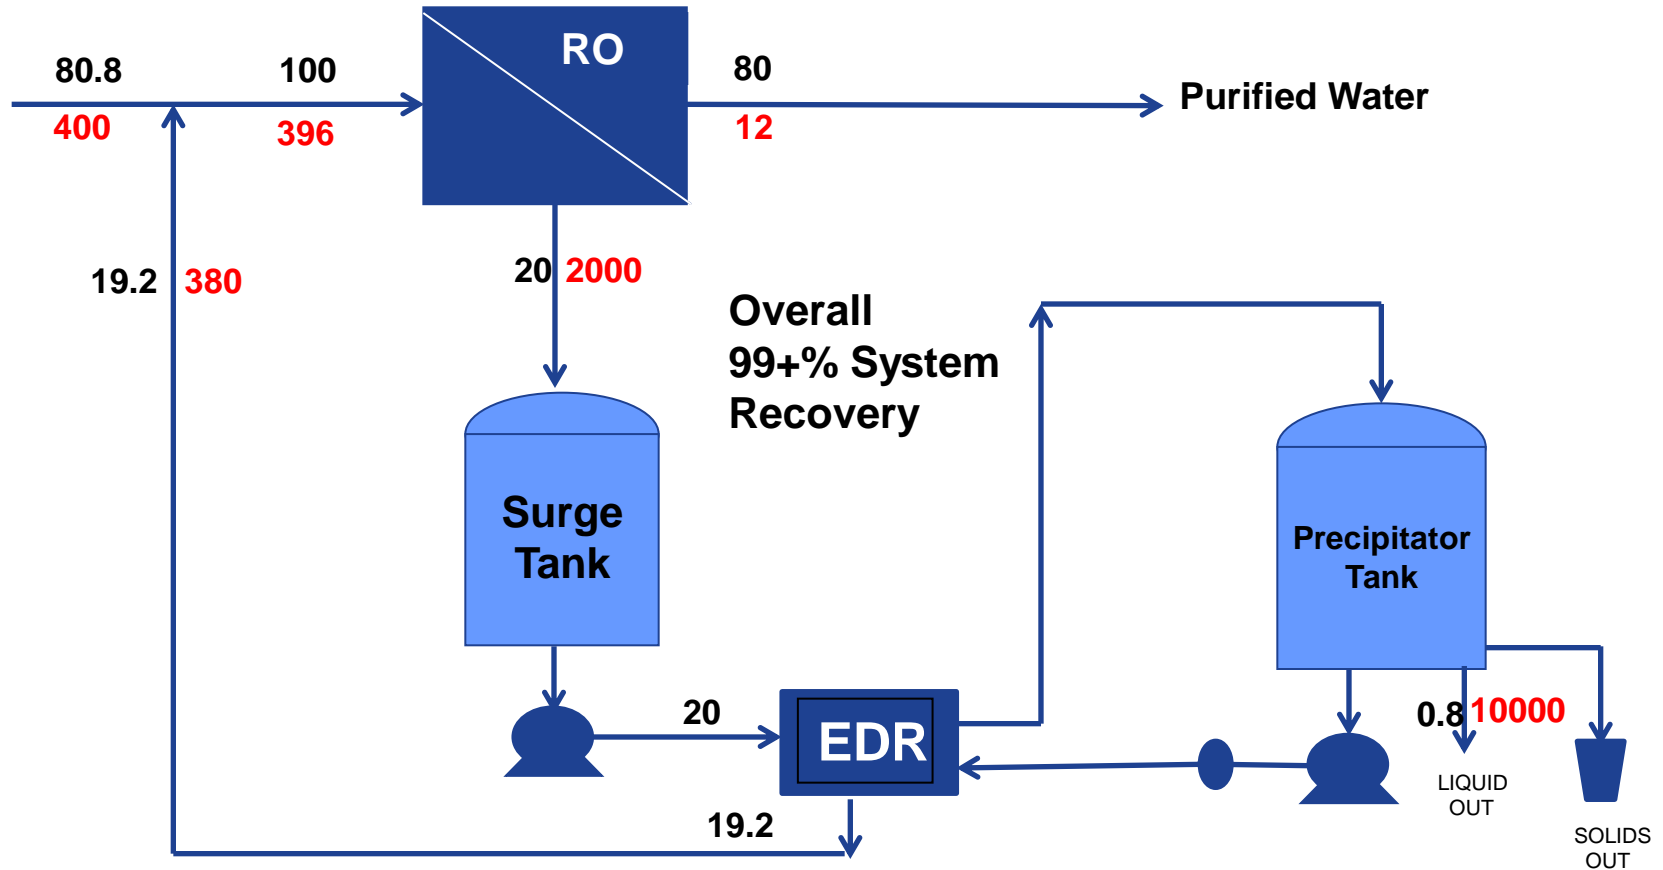 80.8
100
RO
80
Purified Water
400
396
12
19.2
380
20
2000
Overall
99+% System
Recovery
Surge
Tank
Precipitator
Tank
20
EDR
0.8
10000
LIQUID
OUT
19.2
SOLIDS
OUT